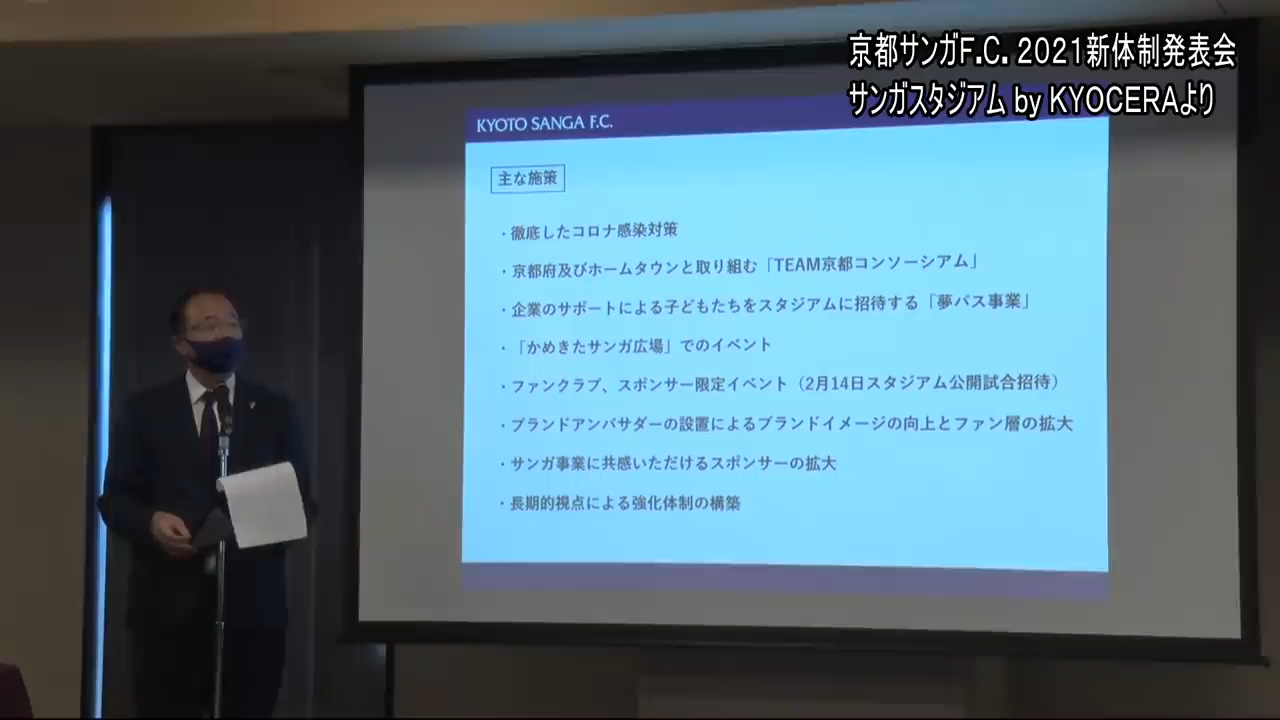 京都サンガF.C. 2021新体制発表会
サンガスタジアム by KYOCERAより
KYOTO SANGA F.C.
主な施策
・徹底したコロナ感染対策
・京都府及びホームタウンと取り組む「TEAM京都コンソーシアム」
・企業のサポートによる子どもたちをスタジアムに招待する「夢パス事業」
・「かめきたサンガ広場」でのイベント
・ファンクラブ、スポンサー限定イベント（2月14日スタジアム公開試合招待）
・ブランドアンバサダーの設置によるブランドイメージの向上とファン層の拡大
・サンガ事業に共感いただけるスポンサーの拡大
・長期的視点による強化体制の構築